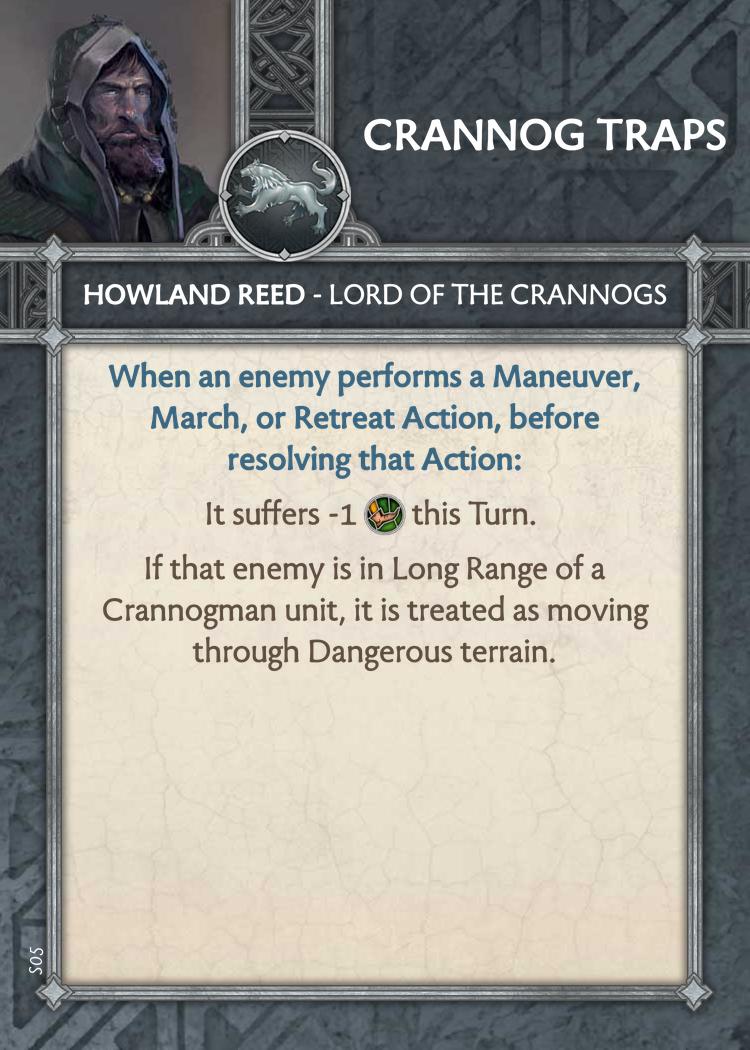 CRANNOG TRAPS
HOWLAND REED - LORD OF THE CRANNOGS
When an enemy performs a Maneuver,
March, or Retreat Action, before
resolving that Action:
It suffers -1 this Turn.
If that enemy is in Long Range of a
Crannogman unit, it is treated as moving
through Dangerous terrain.
S05